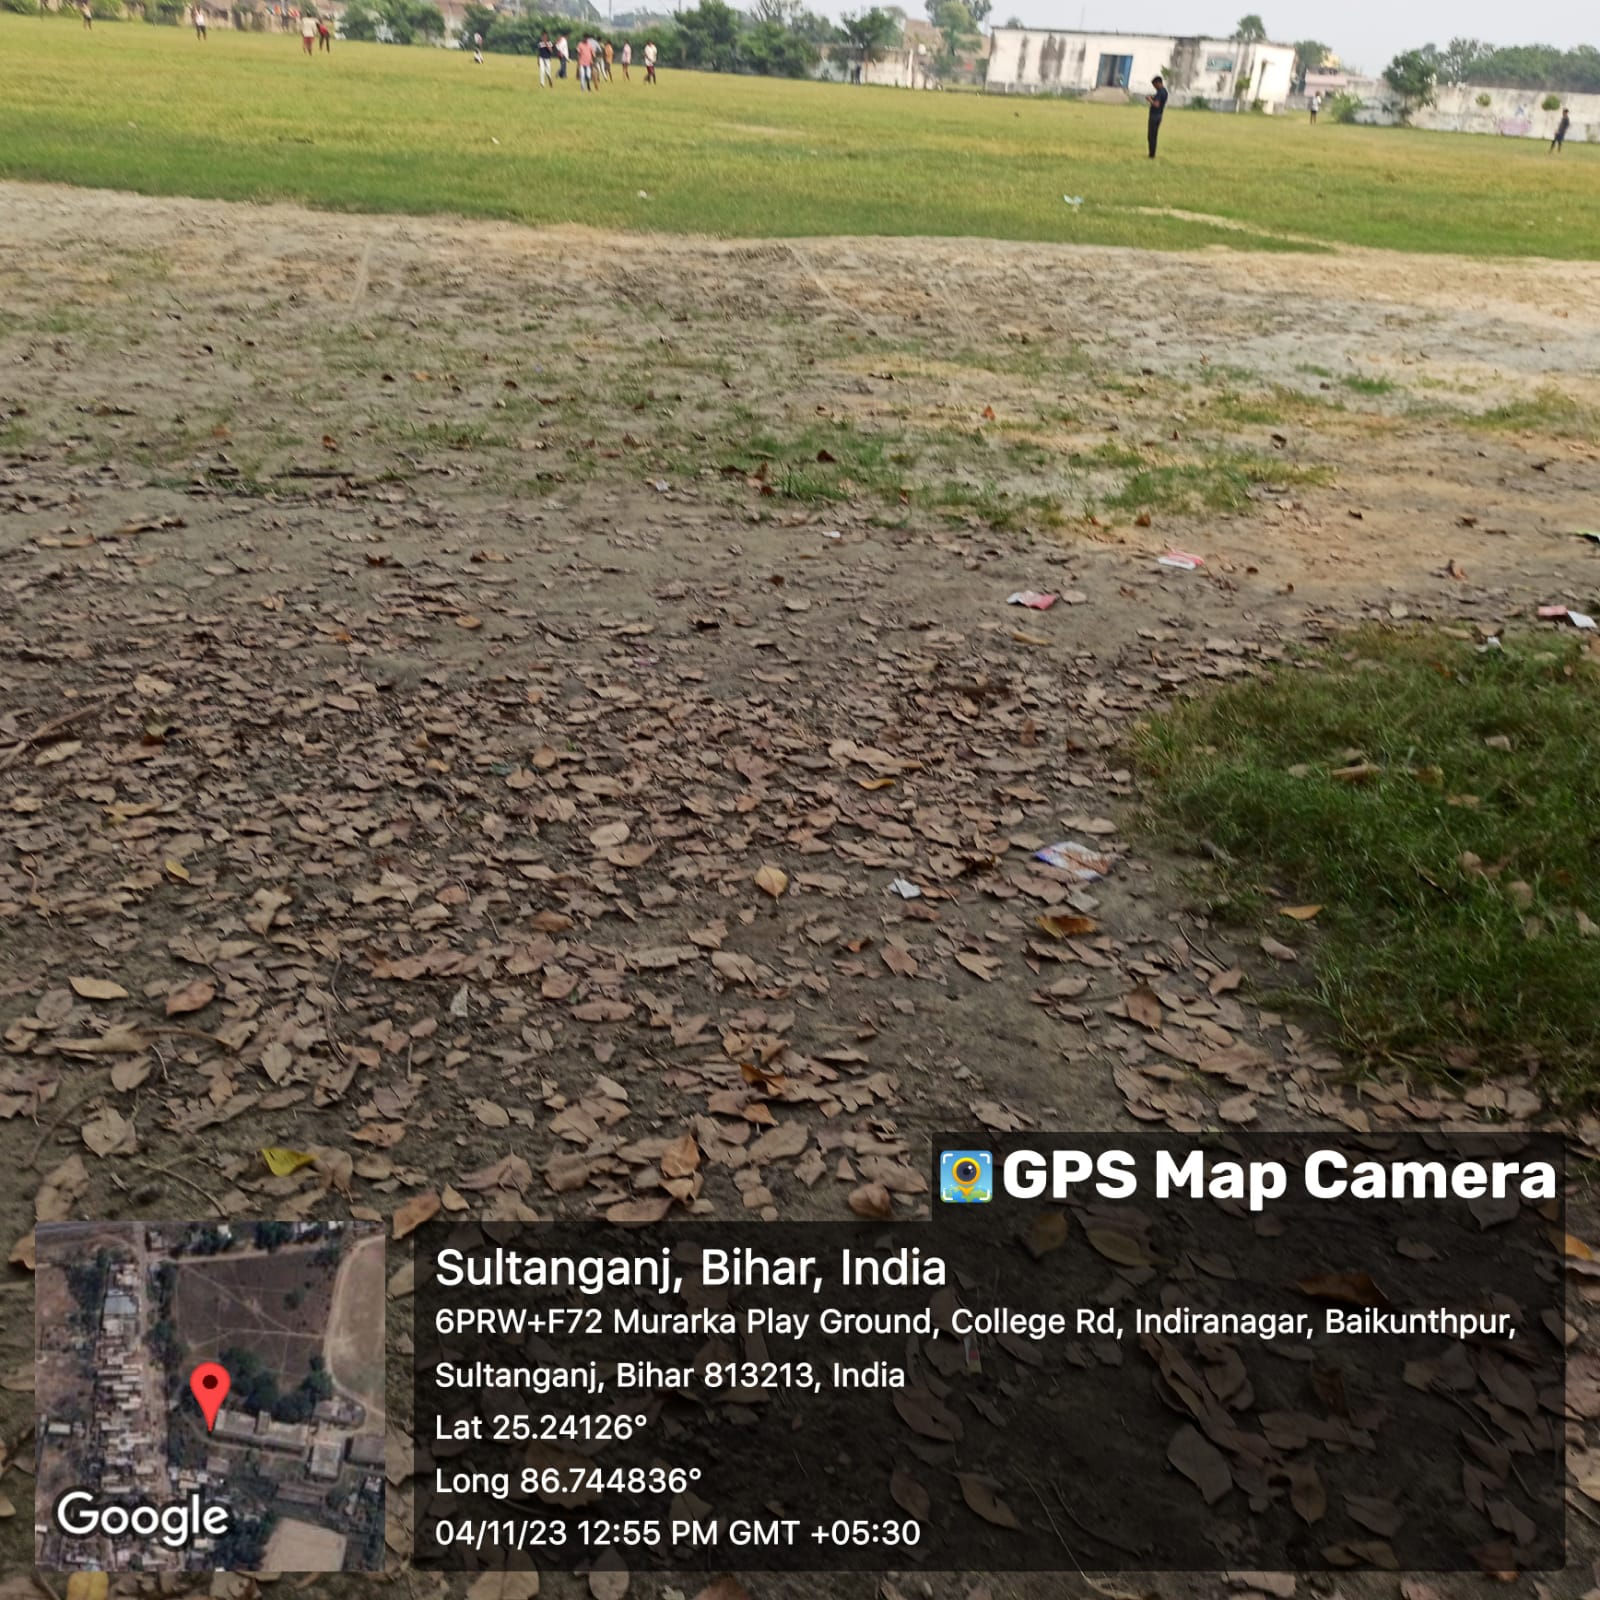 GPS Map Camera
Sultanganj, Bihar, India
6PRW+F72 Murarka Play Ground, College Rd, Indiranagar, Baikunthpur,
Sultanganj, Bihar 813213, India
Lat 25.24126°
Long 86.744836°
04/11/23 12:55 PM GMT +05:30
Google